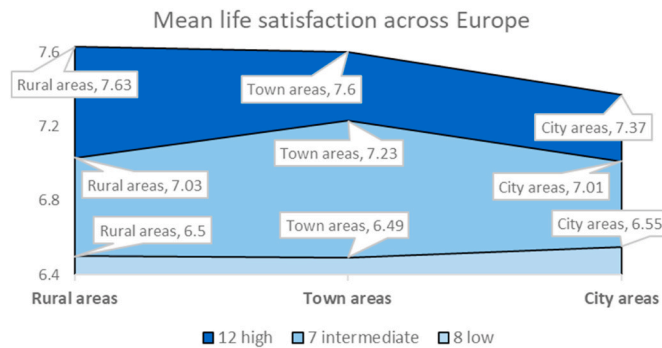 Mean life satisfaction across Europe
7.6
Rural areas, 7.63
Town areas, 7.6
City areas, 7.37
7.2
Town areas, 7.23
Rural areas, 7.03
City areas, 7.01
6.8
Rural areas, 6.5
Town areas, 6.49
City areas, 6.55
6.4
Rural areas Town areas City areas
12 high 7 intermediate 8 low